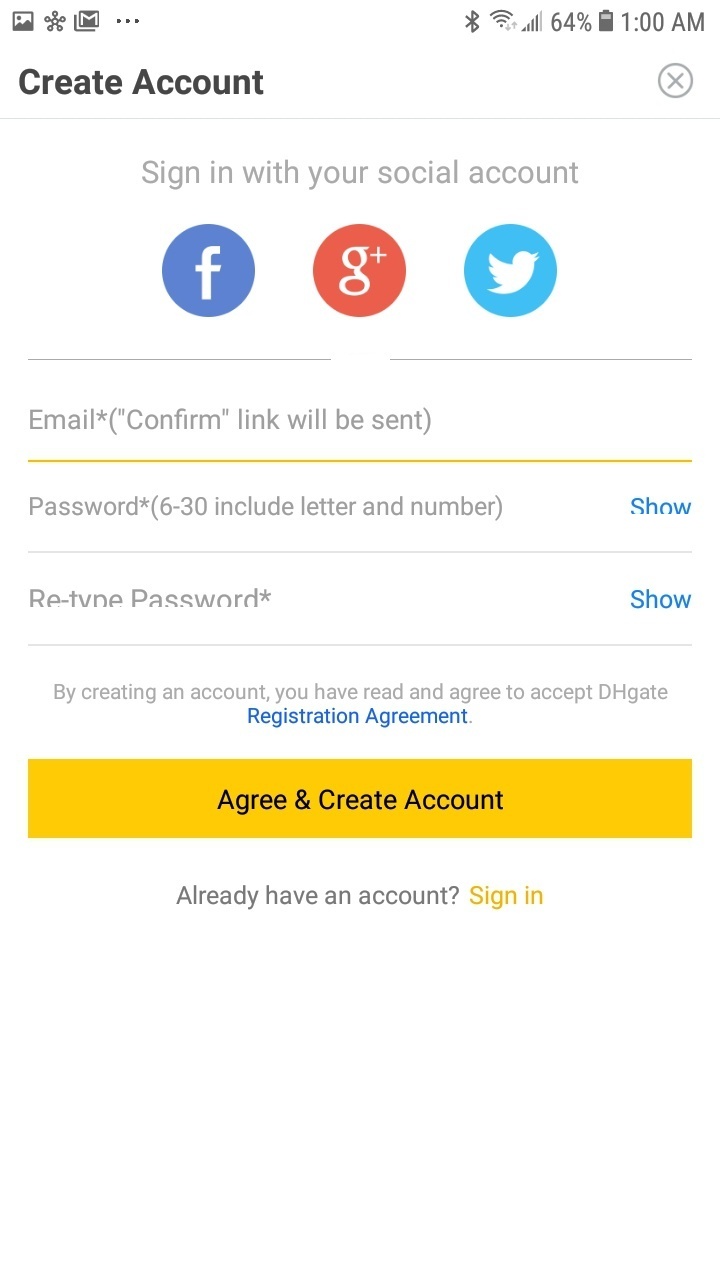 64% 1:00 AM
Create Account
Sign in with your social account
f g+
Email*("Confirm" link will be sent)
Password*(6-30 include letter and number) Show
Re-type Password* Show
By creating an account, you have read and agree to accept DHgate
Registration Agreement.
Agree & Create Account
Already have an account? Sign in